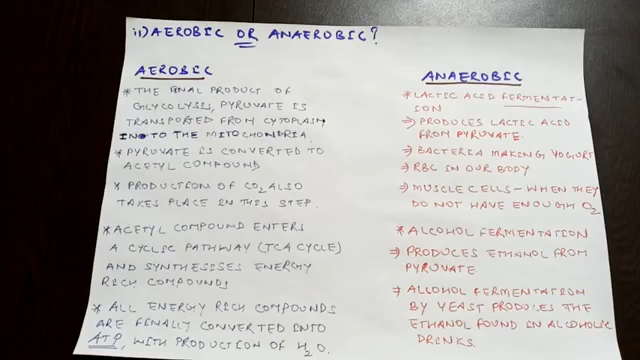 ii) AEROBIC OR ANAEROBIC?
AEROBIC
* THE FINAL PRODUCT OF
GLYCOLYSIS, PYRUVATE IS
TRANSPORTED FROM CYTOPLASM
INTO THE MITOCHONDRIA.
* PYRUVATE IS CONVERTED TO
ACETYL COMPOUND
* PRODUCTION OF CO2 ALSO
TAKES PLACE IN THIS STEP.
* ACETYL COMPOUND ENTERS
A CYCLIC PATHWAY (TCA CYCLE)
AND SYNTHESISES ENERGY
RICH COMPOUNDS
* ALL ENERGY RICH COMPOUNDS
ARE FINALLY CONVERTED INTO
ATP, WITH PRODUCTION OF H2O.
ANAEROBIC
* LACTIC ACID FERMENTAT-
ION
⇒ PRODUCES LACTIC ACID
FROM PYRUVATE.
⇒ BACTERIA MAKING YOGURT
⇒ RBC IN OUR BODY
⇒ MUSCLE CELLS - WHEN THEY
DO NOT HAVE ENOUGH O2
* ALCOHOL FERMENTATION
⇒ PRODUCES ETHANOL FROM
PYRUVATE
⇒ ALCOHOL FERMENTATION
BY YEAST PRODUCES THE
ETHANOL FOUND IN ALCOHOLIC
DRINKS.